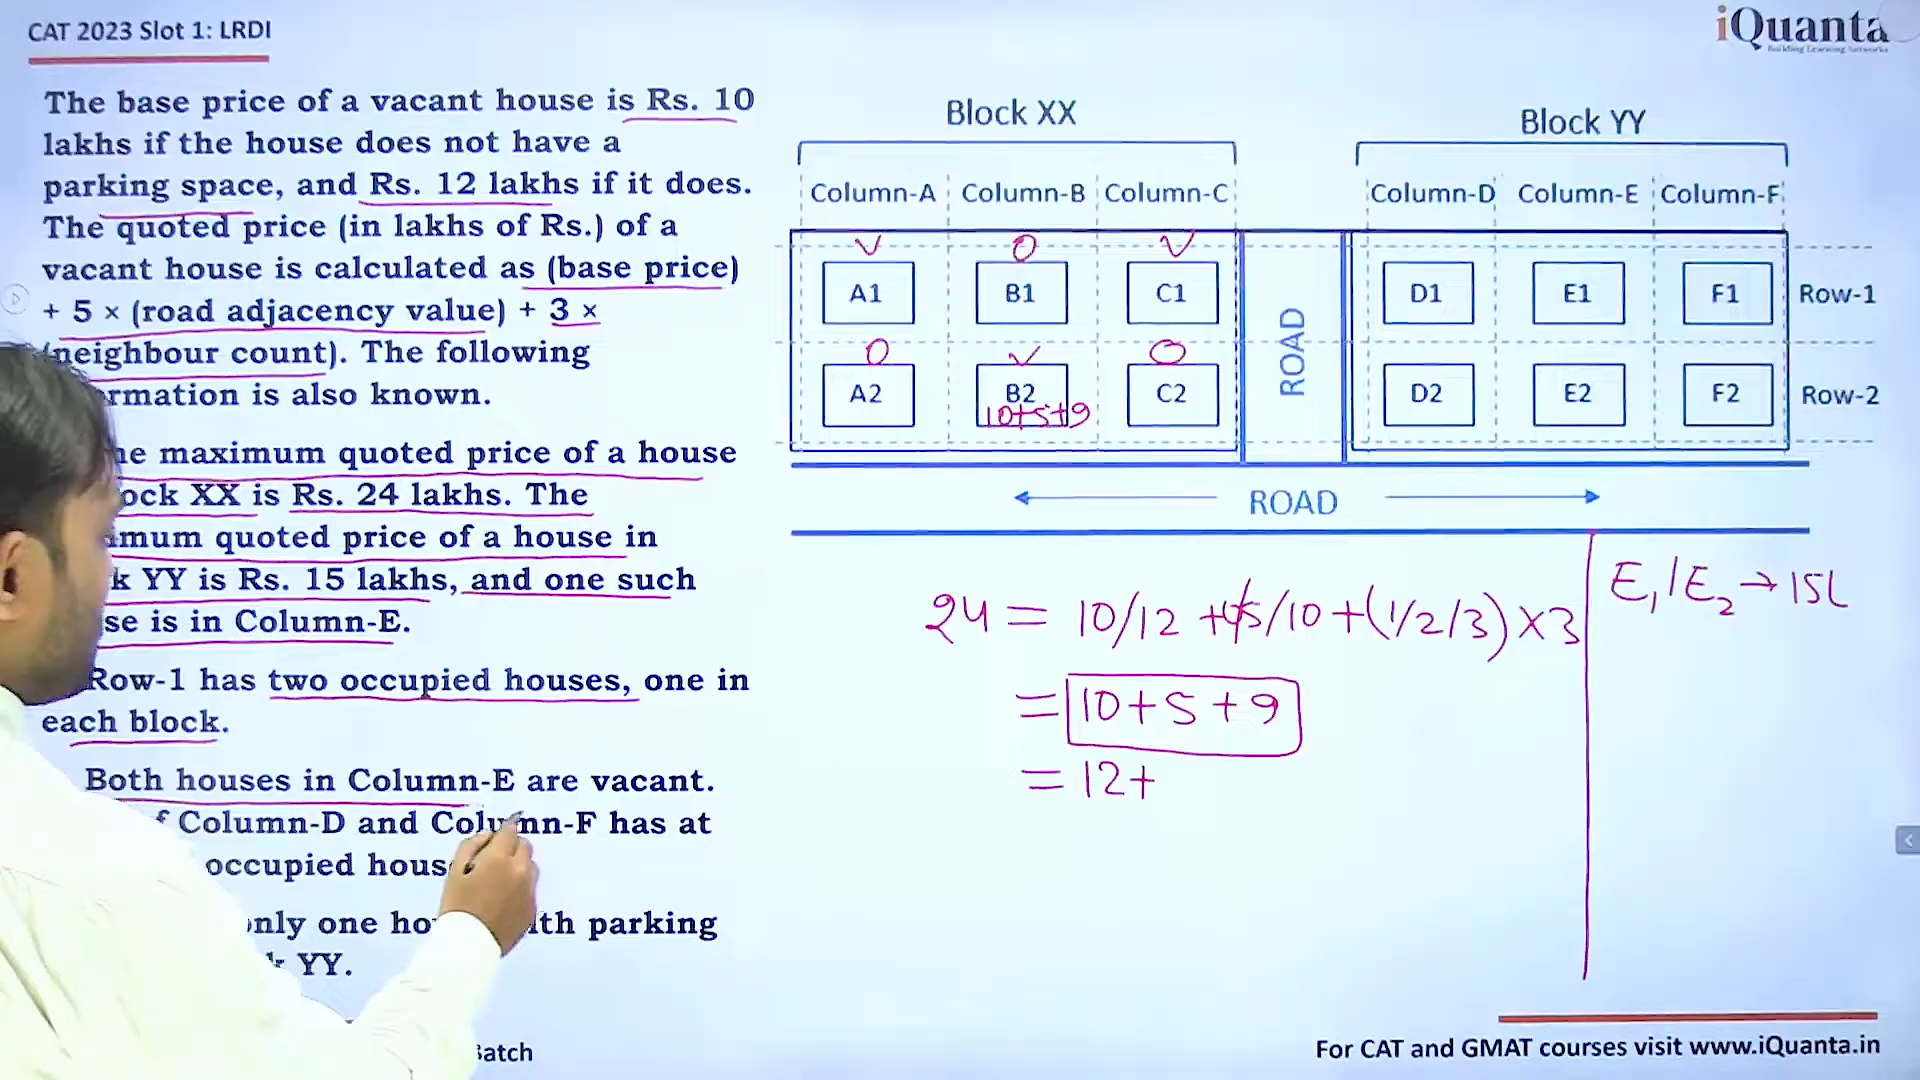 CAT 2023 Slot 1: LRDI
iQuanta
Building Learning Networks
The base price of a vacant house is Rs. 10
lakhs if the house does not have a
parking space, and Rs. 12 lakhs if it does.
The quoted price (in lakhs of Rs.) of a
vacant house is calculated as (base price)
+ 5 × (road adjacency value) + 3 ×
(neighbour count). The following
rmation is also known.
e maximum quoted price of a house
ock XX is Rs. 24 lakhs. The
mum quoted price of a house in
k YY is Rs. 15 lakhs, and one such
se is in Column-E.
Row-1 has two occupied houses, one in
each block.
Both houses in Column-E are vacant.
f Column-D and Column-F has at
occupied hous
only one ho th parking
k YY.
Batch
Block XX
Block YY
Column-A Column-B Column-C
Column-D Column-E Column-F
V O V
A1 B1 C1 D1 E1 F1 Row-1
O V O
A2 B2 C2 D2 E2 F2 Row-2
10+5+9
ROAD
ROAD
24 = 10/12 + 5/10 + (1/2/3) × 3
= 10 + 5 + 9
= 12 +
E1/E2 → 15L
For CAT and GMAT courses visit www.iQuanta.in